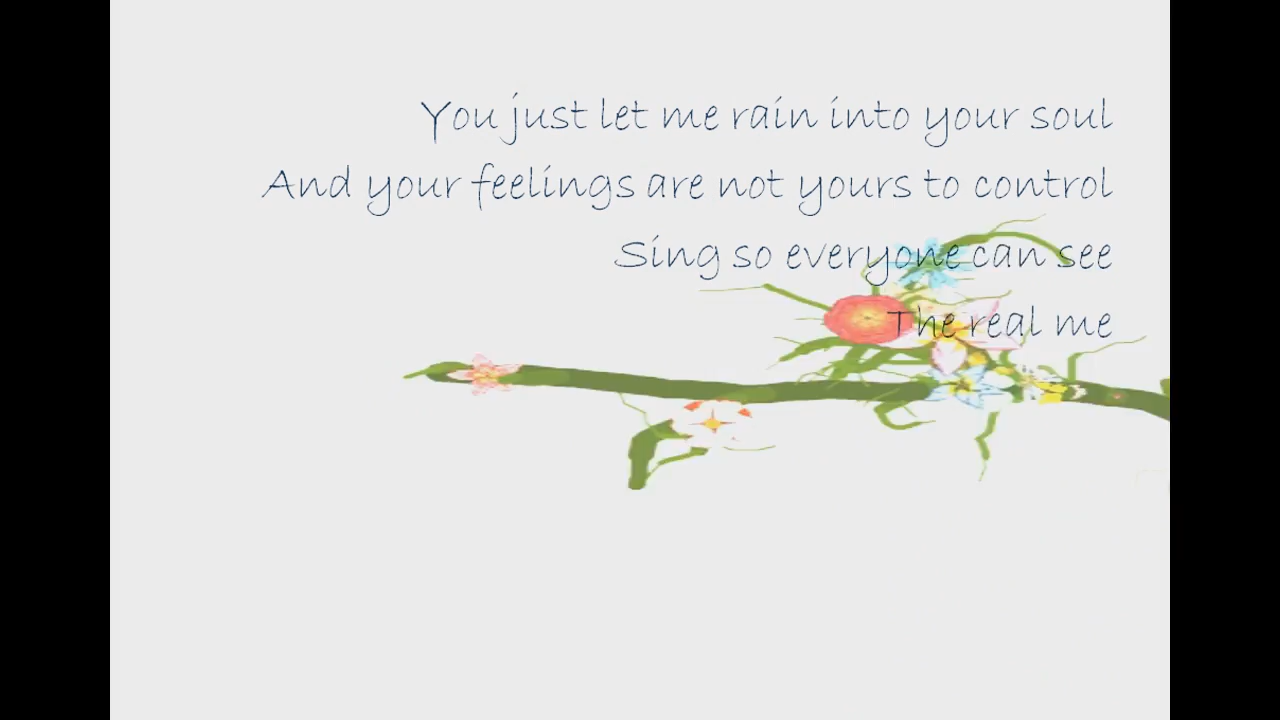 You just let me rain into your soul
And your feelings are not yours to control
Sing so everyone can see
The real me